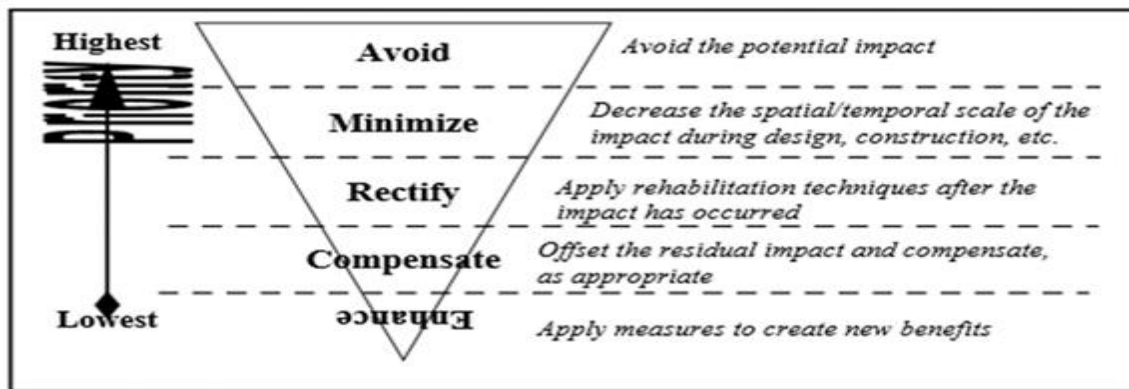 Highest
Avoid
Avoid the potential impact
Minimize
Decrease the spatial/temporal scale of the
impact during design, construction, etc.
Rectify
Apply rehabilitation techniques after the
impact has occurred
Compensate
Offset the residual impact and compensate,
as appropriate
Lowest
Enhance
Apply measures to create new benefits